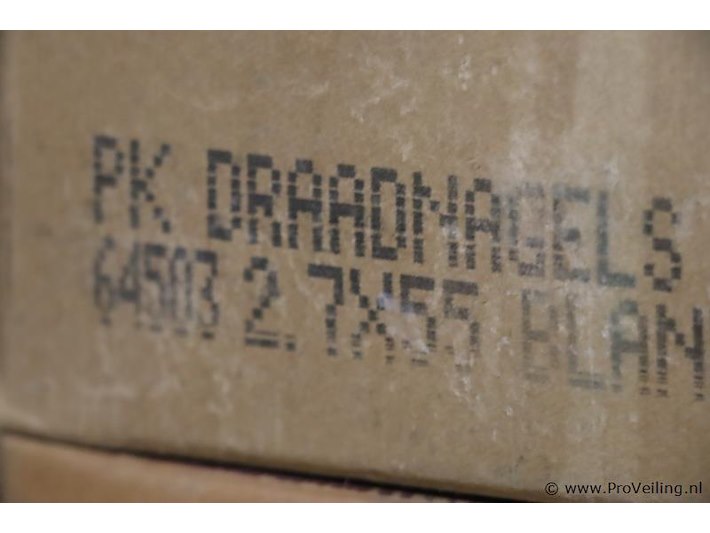 PK DRAADNAGELS
64503 2.7X55 BLAN
© www.ProVeiling.nl